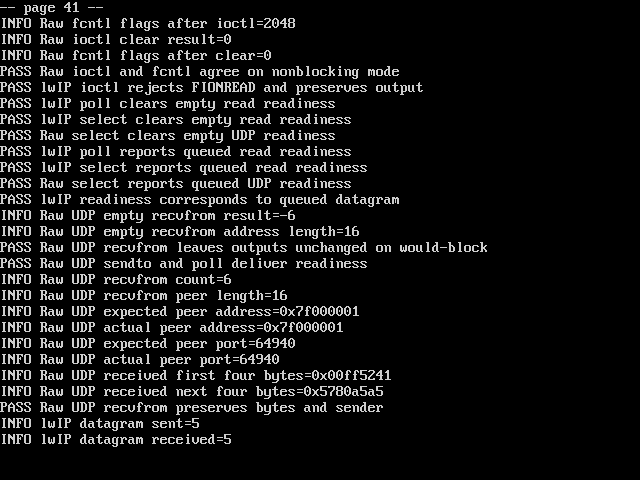 -- page 41 --
INFO Raw fcntl flags after ioctl=2048
INFO Raw ioctl clear result=0
INFO Raw fcntl flags after clear=0
PASS Raw ioctl and fcntl agree on nonblocking mode
PASS lwIP ioctl rejects FIONREAD and preserves output
PASS lwIP poll clears empty read readiness
PASS lwIP select clears empty read readiness
PASS Raw select clears empty UDP readiness
PASS lwIP poll reports queued read readiness
PASS lwIP select reports queued read readiness
PASS Raw select reports queued UDP readiness
PASS lwIP readiness corresponds to queued datagram
INFO Raw UDP empty recvfrom result=-6
INFO Raw UDP empty recvfrom address length=16
PASS Raw UDP recvfrom leaves outputs unchanged on would-block
PASS Raw UDP sendto and poll deliver readiness
INFO Raw UDP recvfrom count=6
INFO Raw UDP recvfrom peer length=16
INFO Raw UDP expected peer address=0x7f000001
INFO Raw UDP actual peer address=0x7f000001
INFO Raw UDP expected peer port=64940
INFO Raw UDP actual peer port=64940
INFO Raw UDP received first four bytes=0x00ff5241
INFO Raw UDP received next four bytes=0x5780a5a5
PASS Raw UDP recvfrom preserves bytes and sender
INFO lwIP datagram sent=5
INFO lwIP datagram received=5